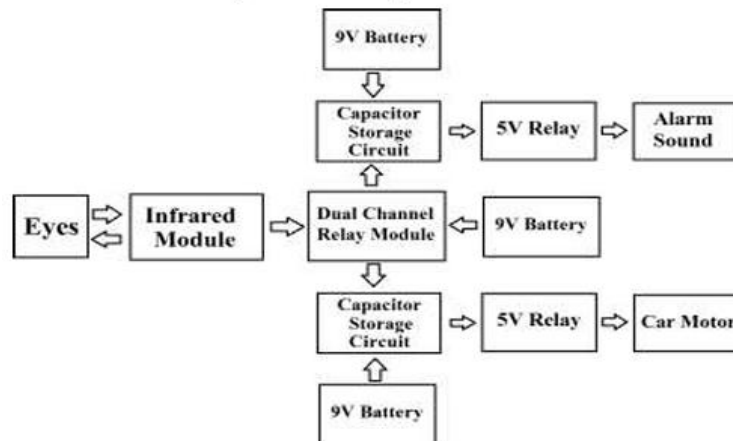 9V Battery
Capacitor
Storage
Circuit
5V Relay
Alarm
Sound
Eyes
Infrared
Module
Dual Channel
Relay Module
9V Battery
Capacitor
Storage
Circuit
5V Relay
Car Motor
9V Battery